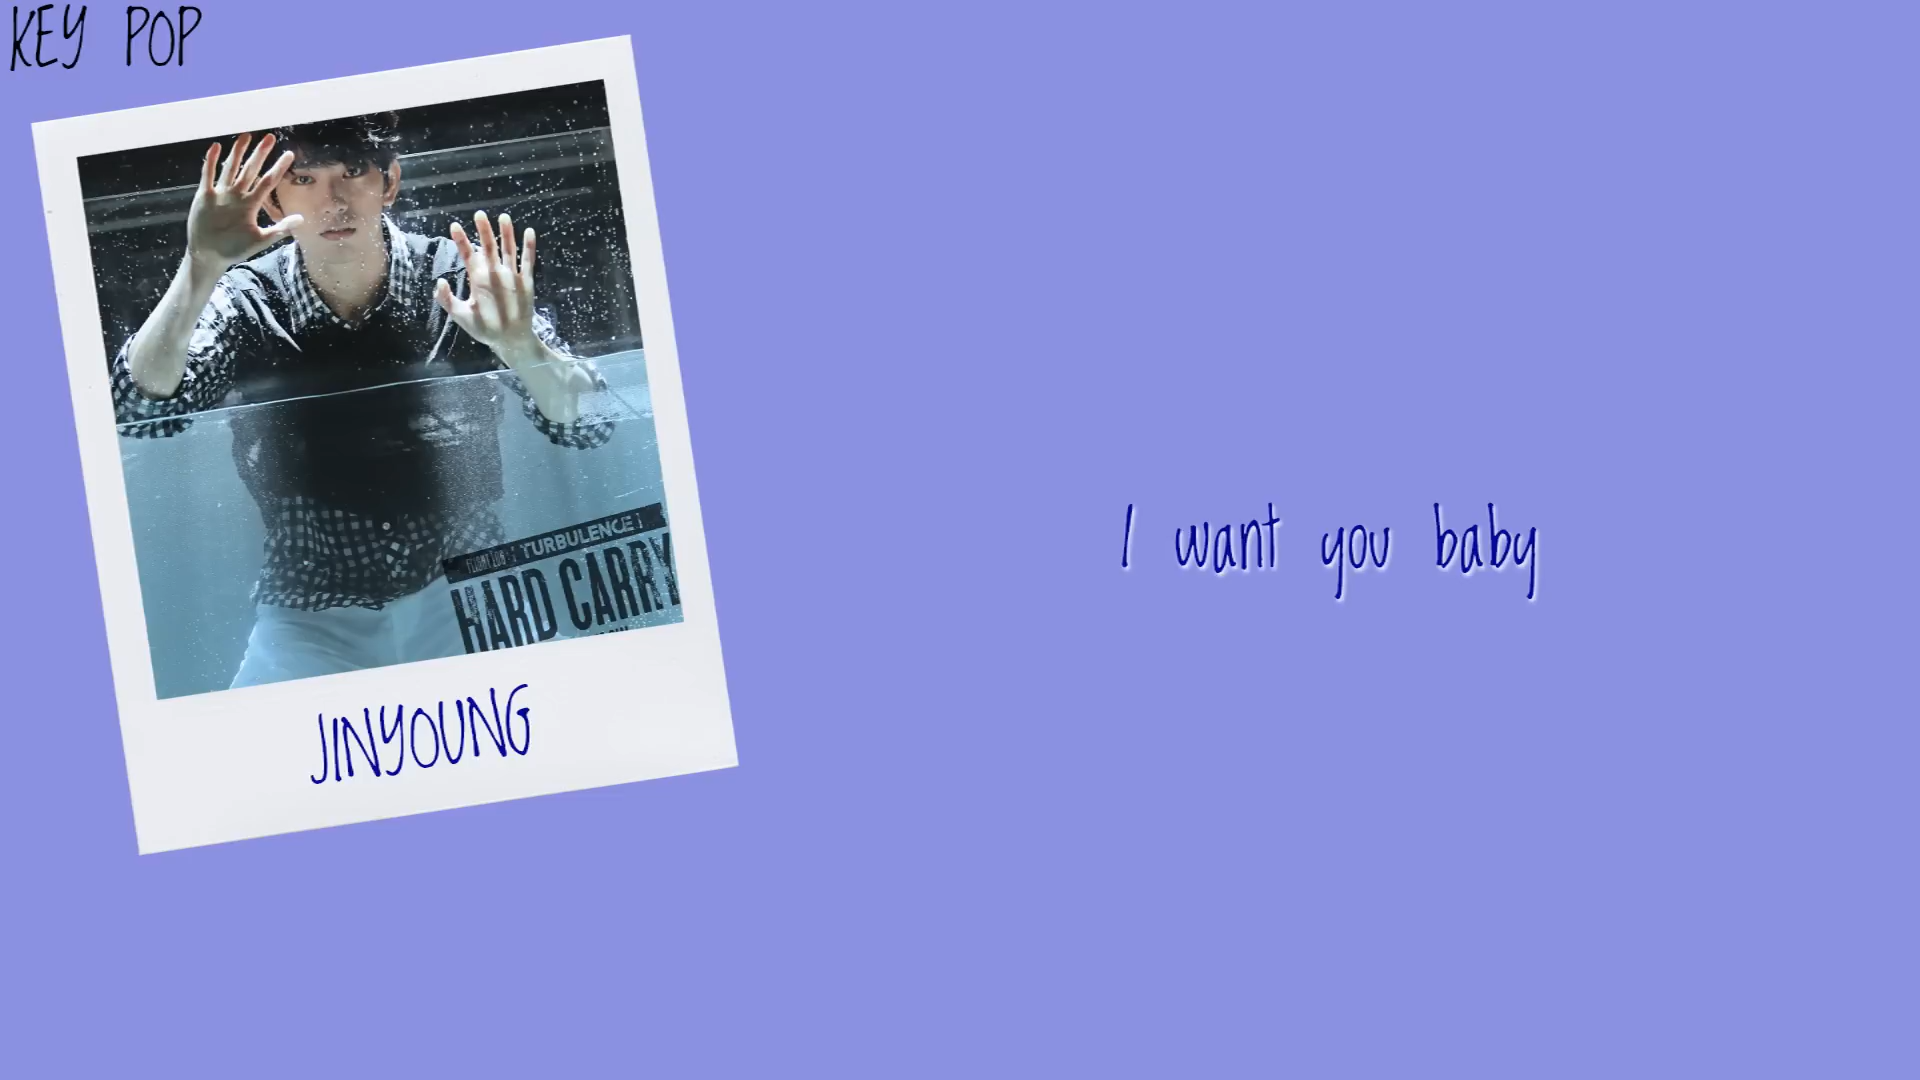 KEY POP
TURBULENCE
HARD CARRY
JINYOUNG
I want you baby